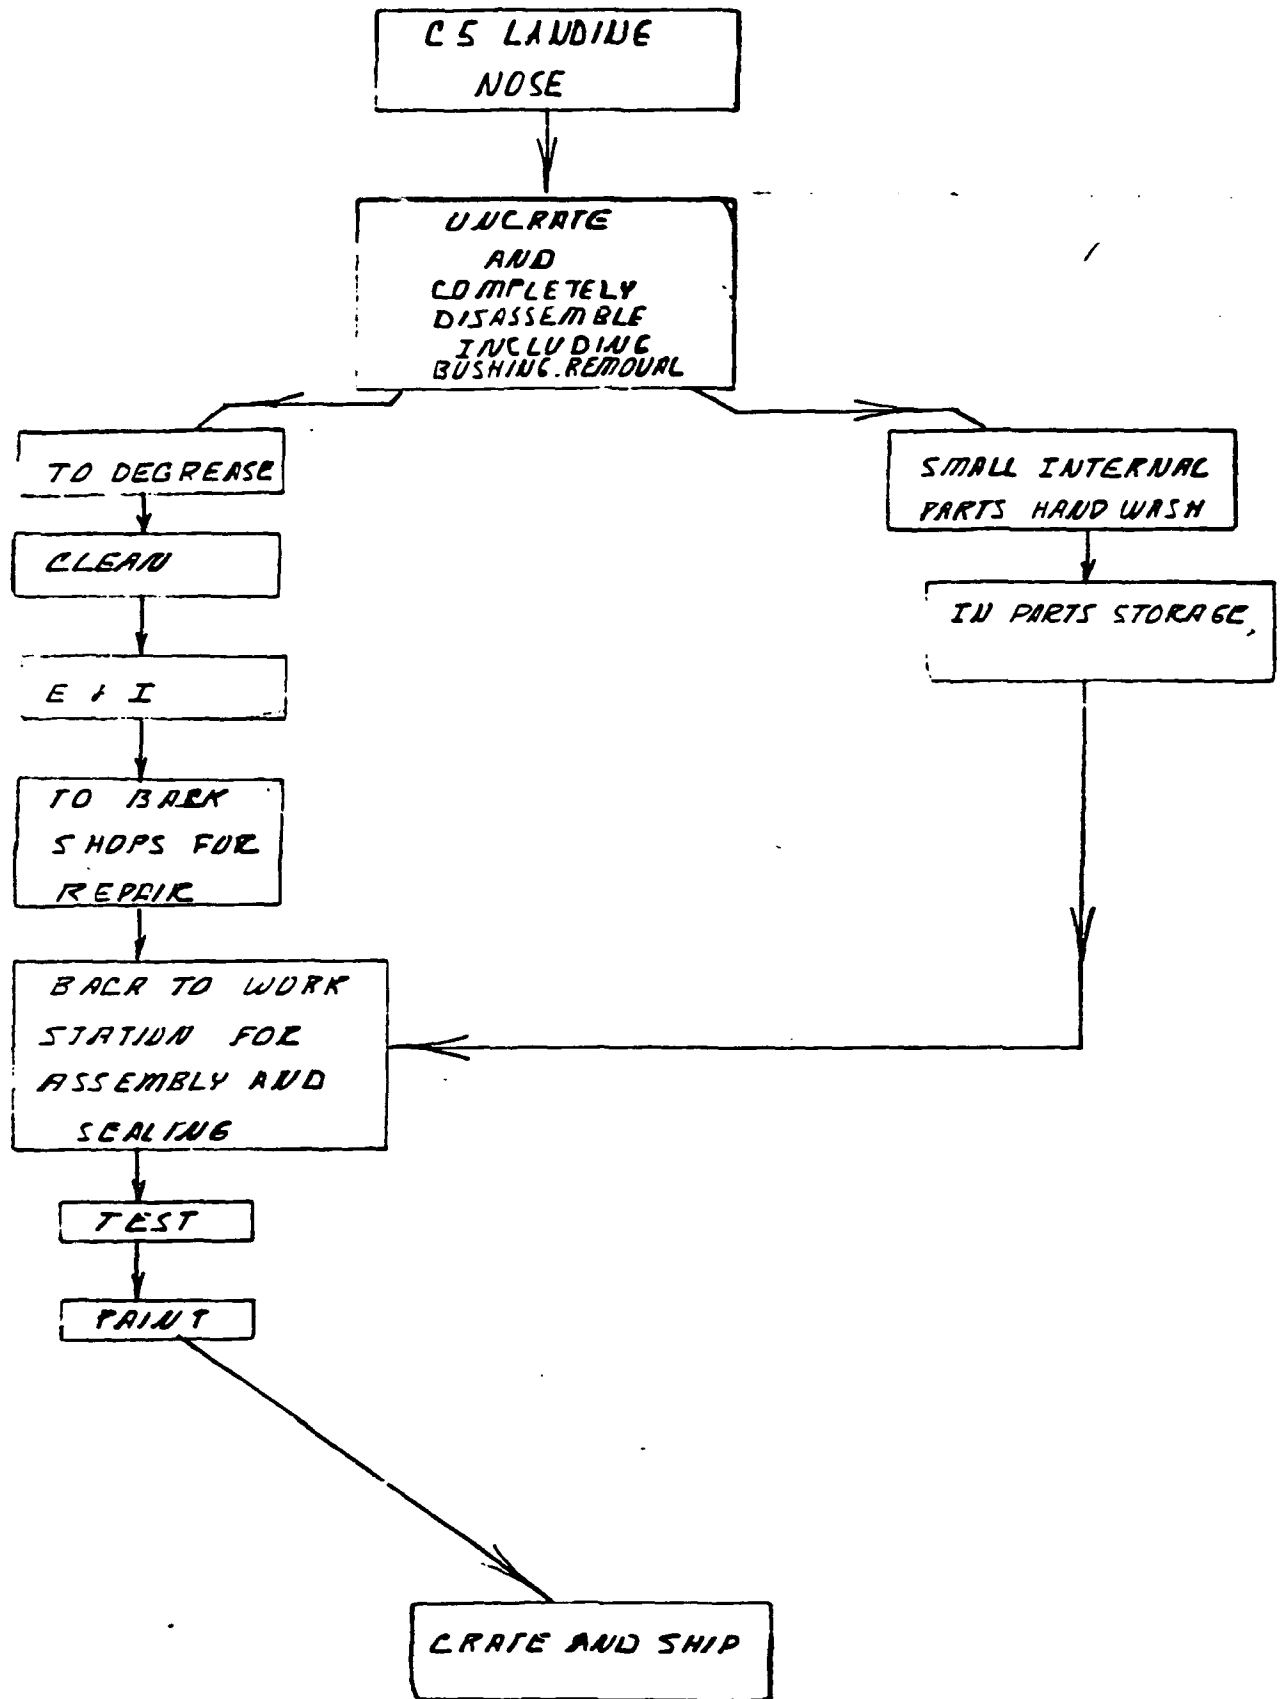 C5 LANDING
NOSE
UNCRATE
AND
COMPLETELY
DISASSEMBLE
INCLUDING
BUSHING REMOVAL
TO DEGREASE
SMALL INTERNAL
PARTS HAND WASH
CLEAN
IN PARTS STORAGE
E & I
TO BACK
SHOPS FOR
REPAIR
BACK TO WORK
STATION FOR
ASSEMBLY AND
SEALING
TEST
PAINT
CRATE AND SHIP